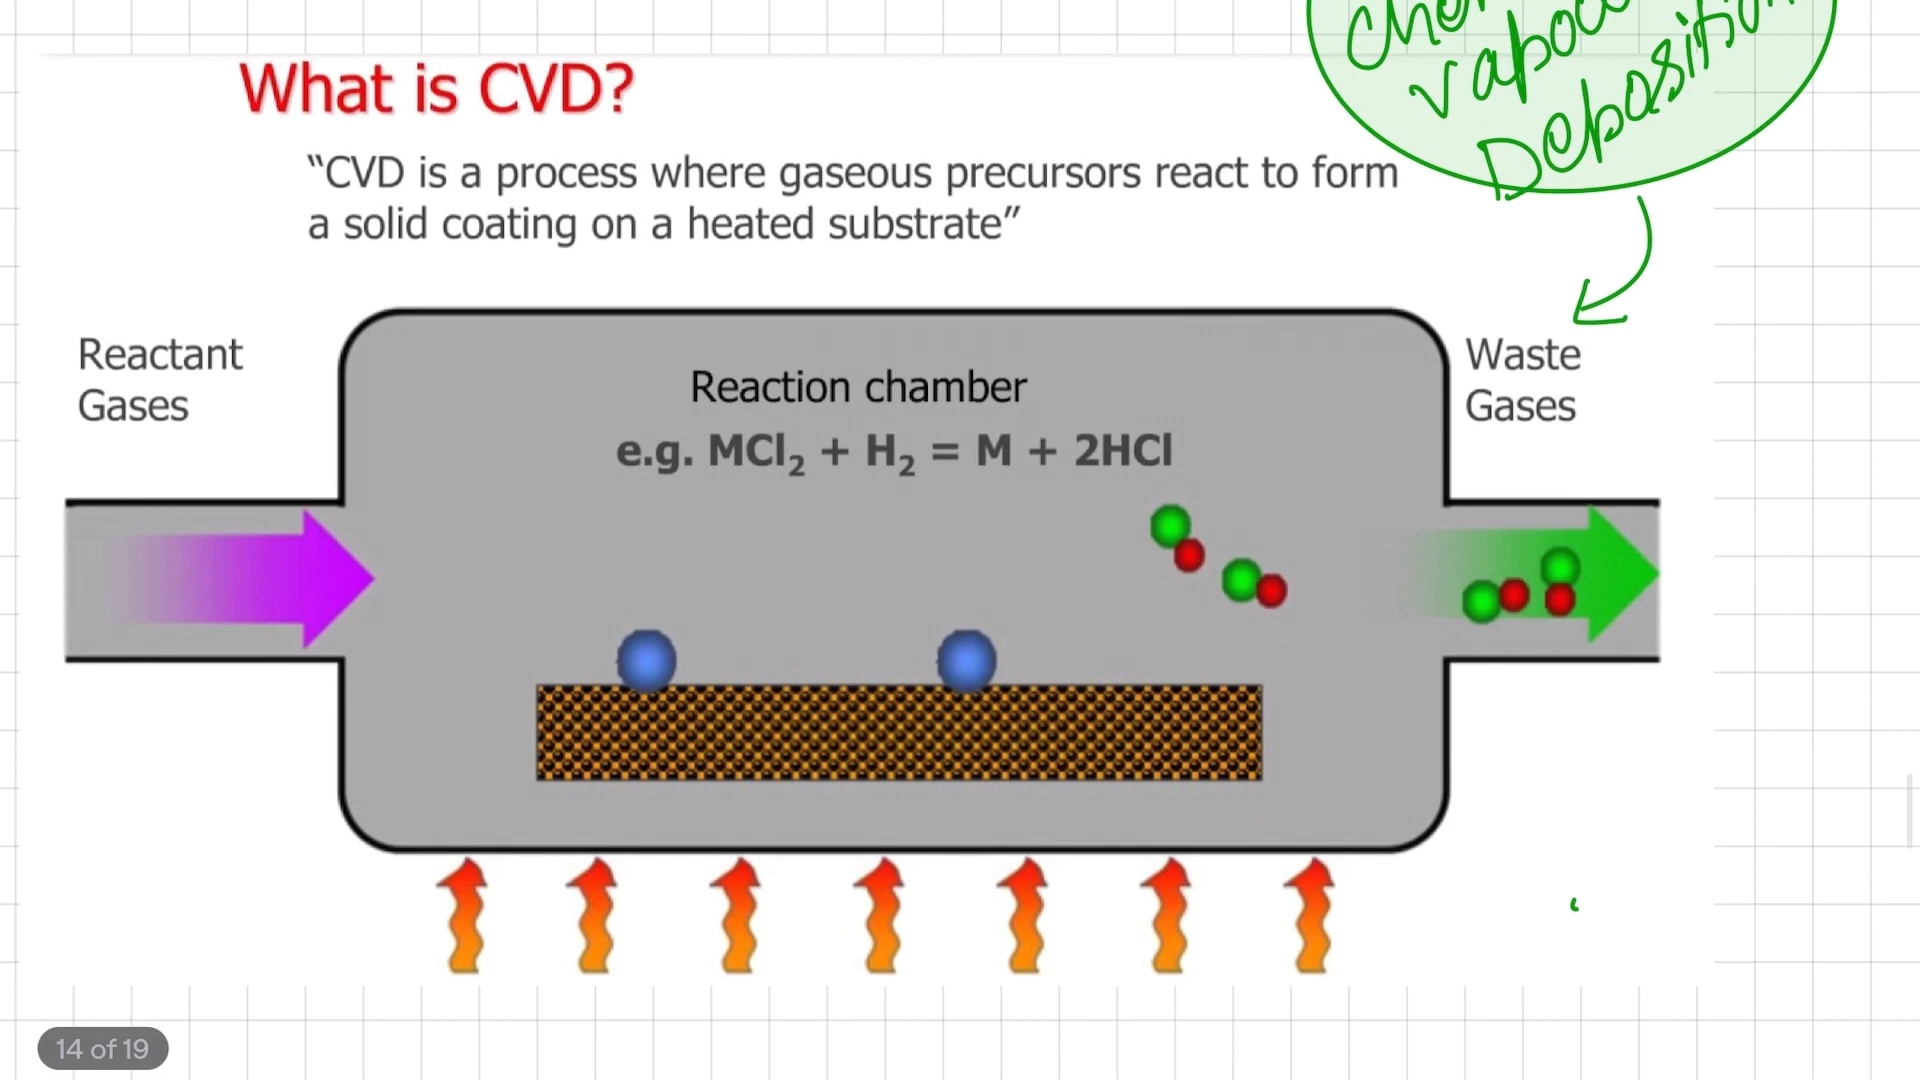 vapou
Deposition
What is CVD?
“CVD is a process where gaseous precursors react to form
a solid coating on a heated substrate”
Reactant
Gases
Reaction chamber
e.g. MCl₂ + H₂ = M + 2HCl
Waste
Gases
14 of 19